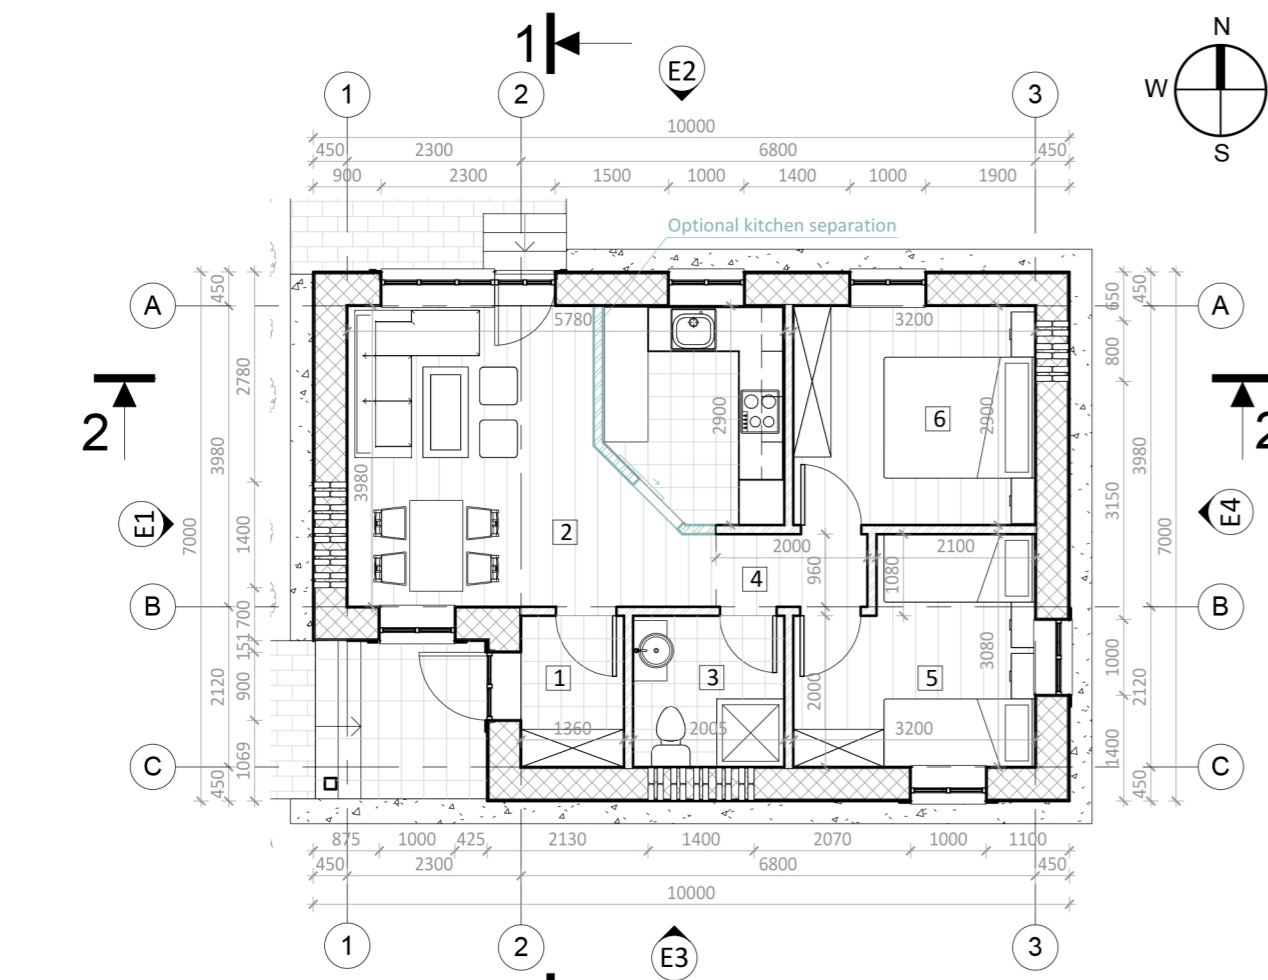 1
E2
N
W
S
1 2 3
10000
450 2300 6800 450
900 2300 1500 1000 1400 1000 1900
Optional kitchen separation
A
A
5780 3200
450
2780
3980
1400
7000
700
151
900
2120
1069
450
650
450
800
3980
3150
7000
1000
2120
1400
450
2
2
2900
6
2900
3980
E1
E4
2
2000
2100
4
960
1080
B
B
1
3
5
3080
2000
1360
2005
3200
C
C
875 1000 425 2130 1400 2070 1000 1100
450 2300 6800 450
10000
1 2 3
E3